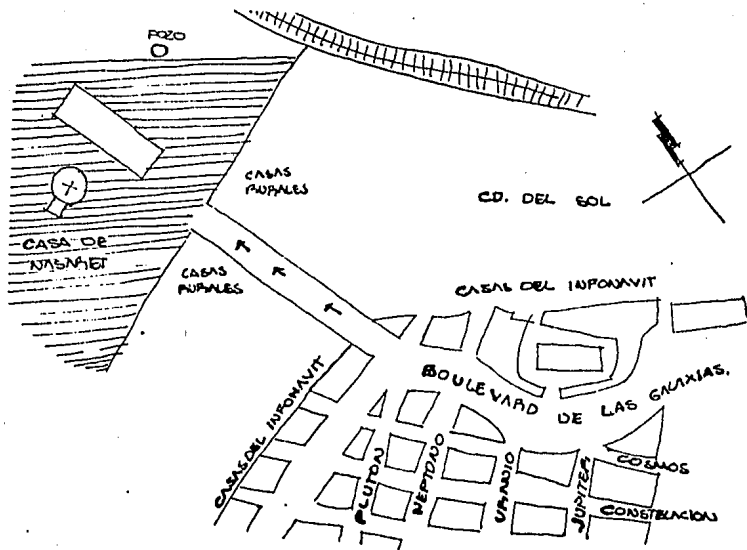 POZO
CASAS
RURALES
CD. DEL SOL
CASA DE
NASARET
CASAS
RURALES
CASAS DEL INFONAVIT
BOULEVARD DE LAS GALAXIAS.
CASAS DEL INFONAVIT
PLUTON
NEPTUNO
URANIO
JUPITER
COSMOS
CONSTELACION